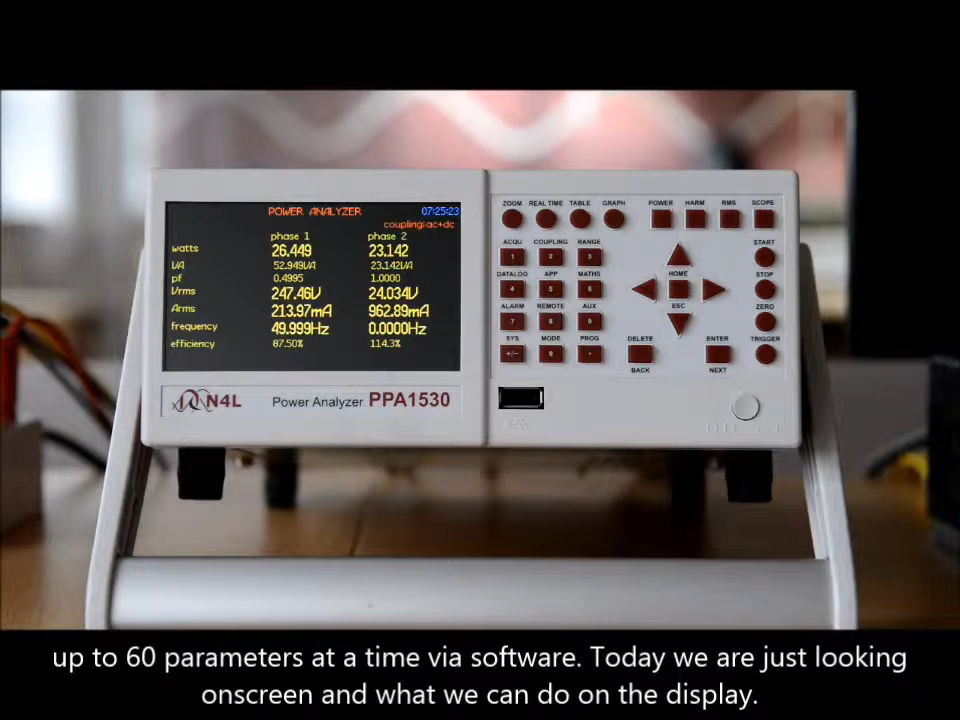 POWER ANALYZER 07:25:23
coupling:ac+dc
phase 1 phase 2
watts 26.449 23.142
VA 52.949VA 23.142VA
pf 0.4995 1.0000
Vrms 247.46V 24.034V
Arms 213.97mA 962.89mA
frequency 49.999Hz 0.0000Hz
efficiency 87.50% 114.3%
N4L Power Analyzer PPA1530
ZOOM REAL TIME TABLE GRAPH POWER HARM RMS SCOPE
ACQU COUPLING RANGE START
1 2 3
DATALOG APP MATHS HOME STOP
4 5 6
ALARM REMOTE AUX ESC ZERO
7 8 9
SYS MODE PROG DELETE ENTER TRIGGER
+/- 0 .
BACK NEXT
up to 60 parameters at a time via software. Today we are just looking
onscreen and what we can do on the display.